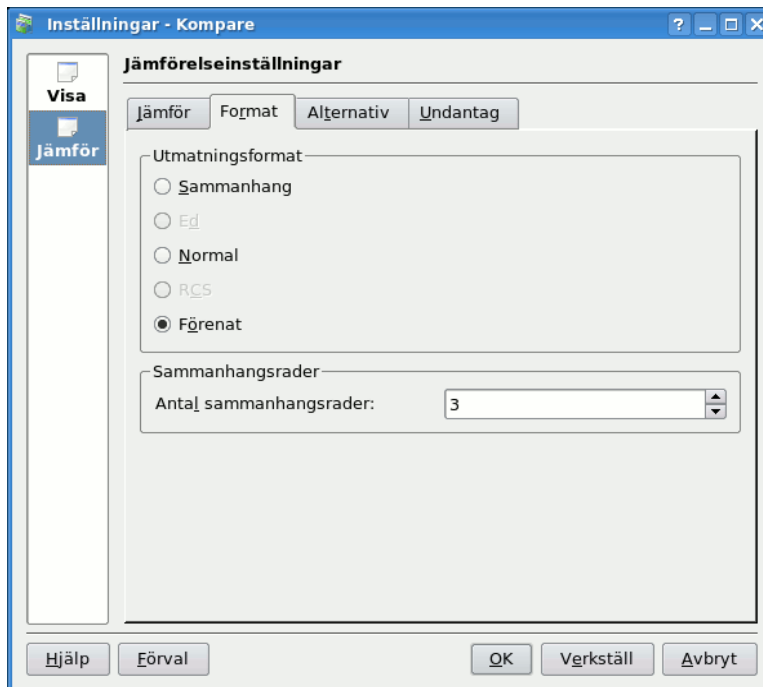 Inställningar - Kompare
Visa
Jämför
Jämförelseinställningar
Jämför
Format
Alternativ
Undantag
Utmatningsformat
Sammanhang
Ed
Normal
RCS
Förenat
Sammanhangsrader
Antal sammanhangsrader: 3
Hjälp
Förval
OK
Verkställ
Avbryt